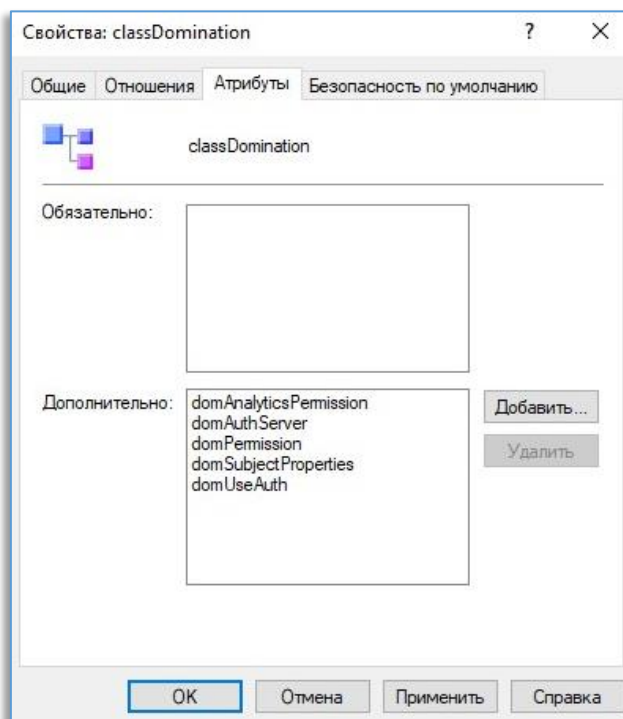 Свойства: classDomination
?
Общие Отношения Атрибуты Безопасность по умолчанию
classDomination
Обязательно:
Дополнительно:
domAnalyticsPermission
domAuthServer
domPermission
domSubjectProperties
domUseAuth
Добавить...
Удалить
OK Отмена Применить Справка